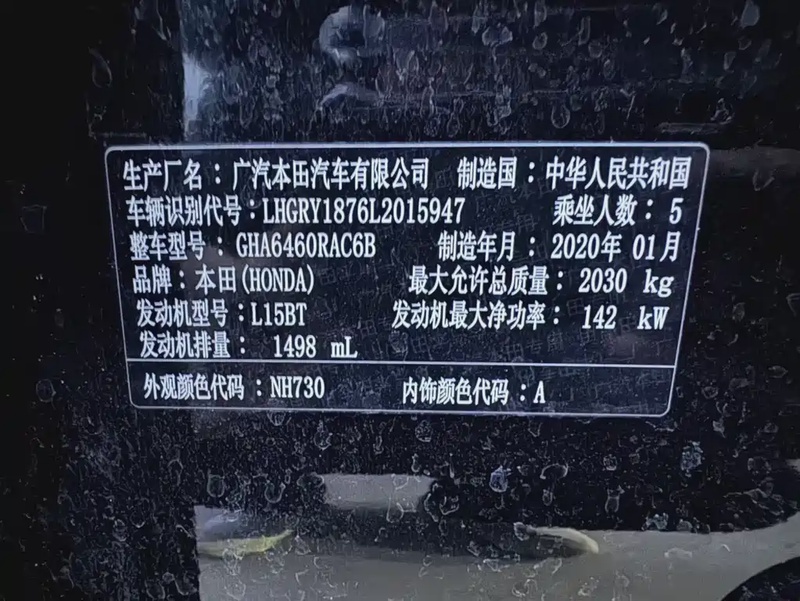 生产厂名：广汽本田汽车有限公司 制造国：中华人民共和国
车辆识别代号：LHGRY1876L2015947 乘坐人数：5
整车型号：GHA6460RAC6B 制造年月：2020年 01月
品牌：本田(HONDA) 最大允许总质量：2030 kg
发动机型号：L15BT 发动机最大净功率：142 kW
发动机排量：1498 mL
外观颜色代码：NH730 内饰颜色代码：A